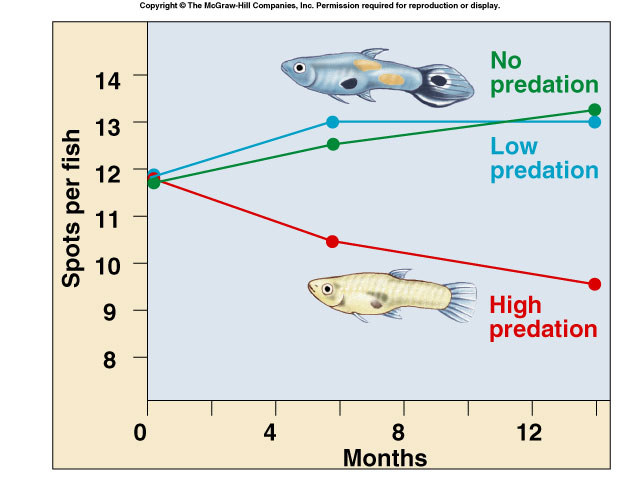 Copyright © The McGraw-Hill Companies, Inc. Permission required for reproduction or display.
No
predation
14
13
Low
predation
12
11
10
9
8
Spots per fish
High
predation
0 4 8 12
Months